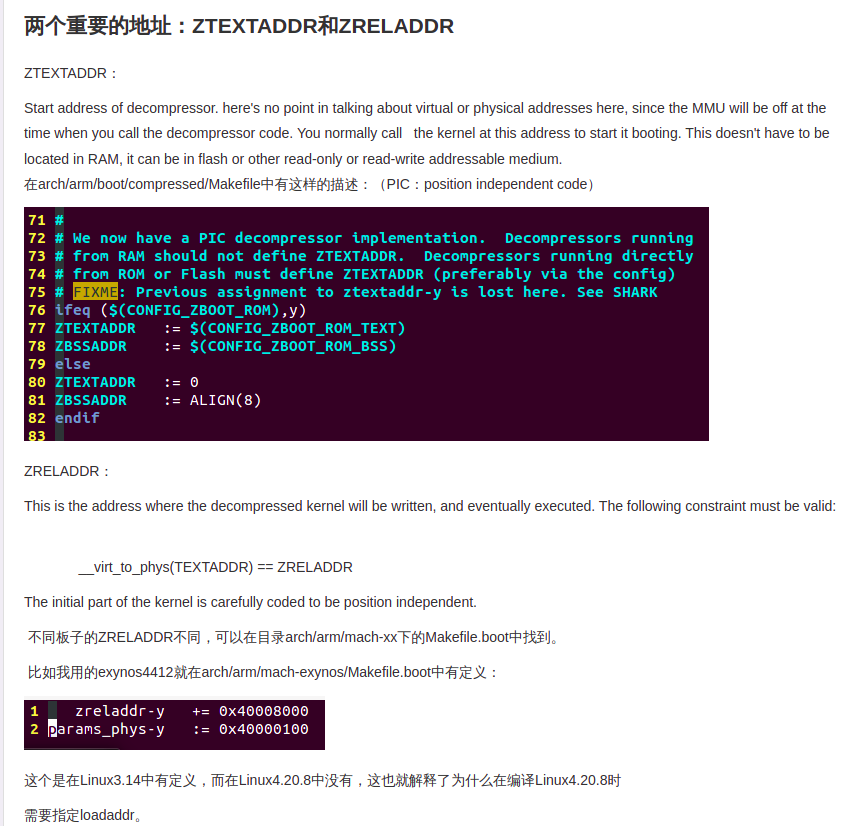 两个重要的地址：ZTEXTADDR和ZRELADDR
ZTEXTADDR：
Start address of decompressor. here's no point in talking about virtual or physical addresses here, since the MMU will be off at the
time when you call the decompressor code. You normally call   the kernel at this address to start it booting. This doesn't have to be
located in RAM, it can be in flash or other read-only or read-write addressable medium.
在arch/arm/boot/compressed/Makefile中有这样的描述：（PIC：position independent code）
71 #
72 # We now have a PIC decompressor implementation.  Decompressors running
73 # from RAM should not define ZTEXTADDR.  Decompressors running directly
74 # from ROM or Flash must define ZTEXTADDR (preferably via the config)
75 # FIXME: Previous assignment to ztextaddr-y is lost here. See SHARK
76 ifeq ($(CONFIG_ZBOOT_ROM),y)
77 ZTEXTADDR   := $(CONFIG_ZBOOT_ROM_TEXT)
78 ZBSSADDR    := $(CONFIG_ZBOOT_ROM_BSS)
79 else
80 ZTEXTADDR   := 0
81 ZBSSADDR    := ALIGN(8)
82 endif
83
ZRELADDR：
This is the address where the decompressed kernel will be written, and eventually executed. The following constraint must be valid:
__virt_to_phys(TEXTADDR) == ZRELADDR
The initial part of the kernel is carefully coded to be position independent.
不同板子的ZRELADDR不同，可以在目录arch/arm/mach-xx下的Makefile.boot中找到。
比如我用的exynos4412就在arch/arm/mach-exynos/Makefile.boot中有定义：
1    zreladdr-y   += 0x40008000
2 params_phys-y   := 0x40000100
这个是在Linux3.14中有定义，而在Linux4.20.8中没有，这也就解释了为什么在编译Linux4.20.8时
需要指定loadaddr。